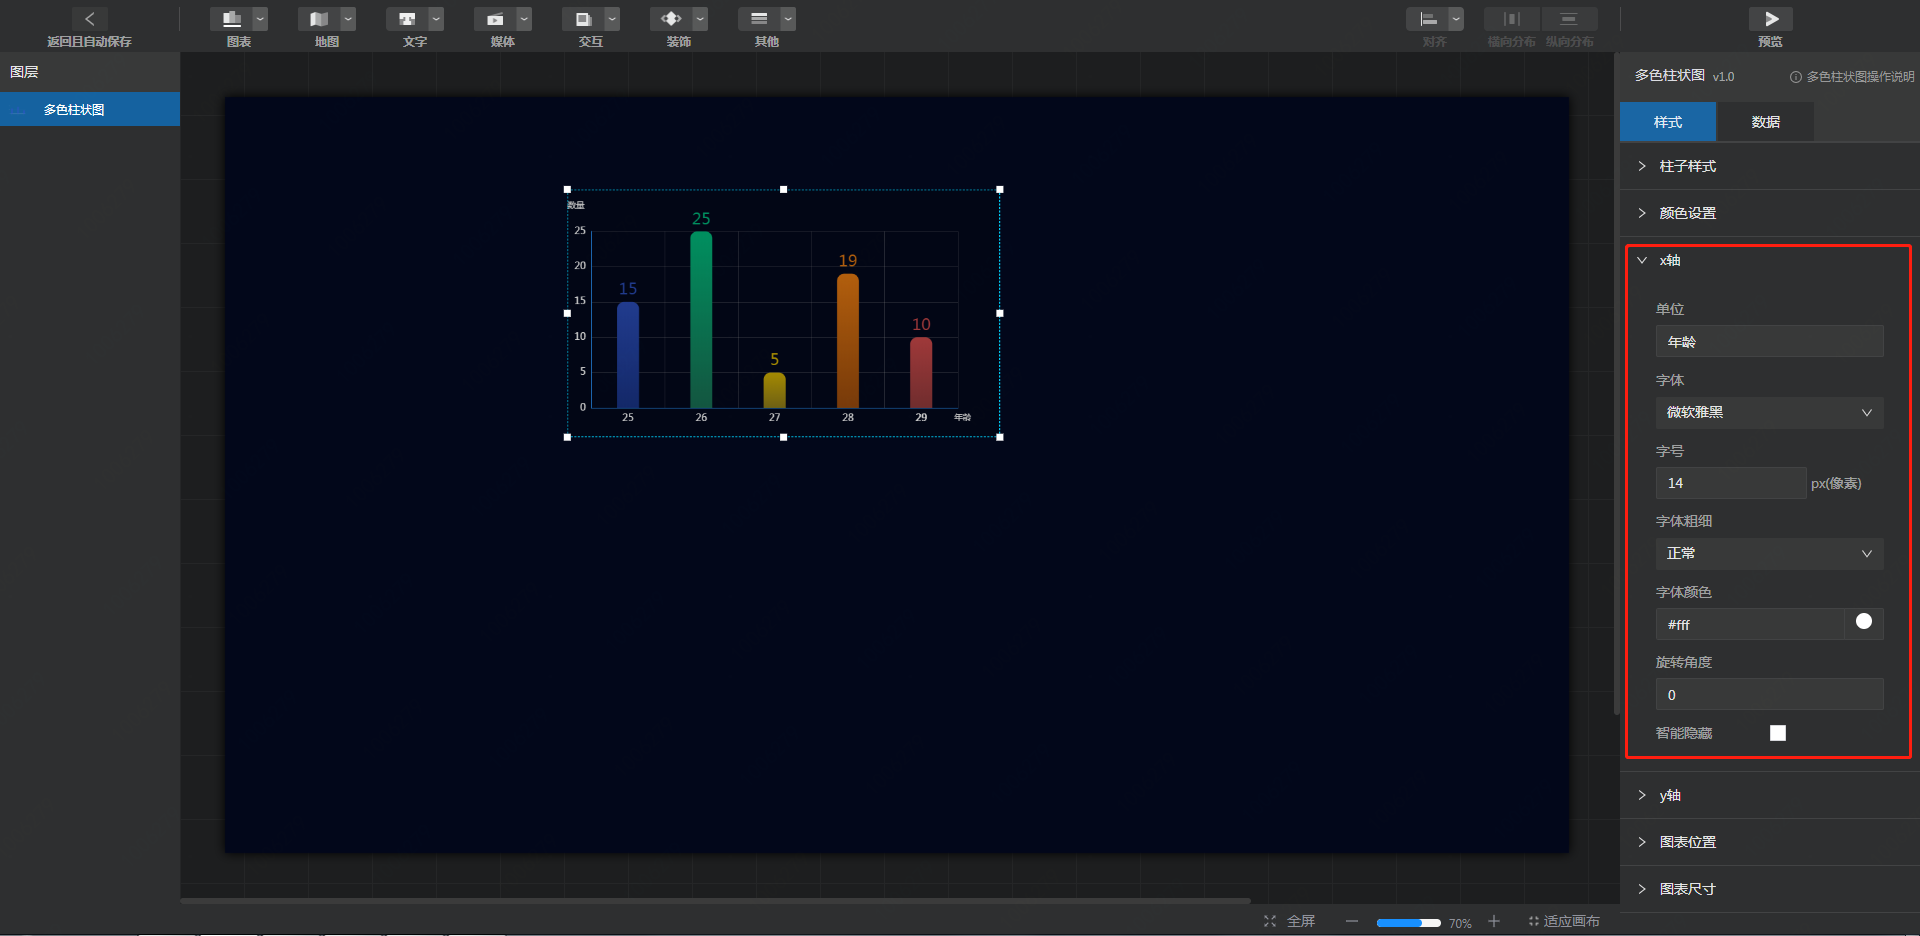 返回且自动保存
图表
地图
文字
媒体
交互
装饰
其他
对齐
横向分布
纵向分布
预览
图层
多色柱状图
数量
25
20
15
10
5
0
15
25
5
19
10
25
26
27
28
29
年龄
多色柱状图 v1.0
多色柱状图操作说明
样式
数据
柱子样式
颜色设置
x轴
单位
年龄
字体
微软雅黑
字号
14 px(像素)
字体粗细
正常
字体颜色
#fff
旋转角度
0
智能隐藏
y轴
图表位置
图表尺寸
全屏
70%
适应画布